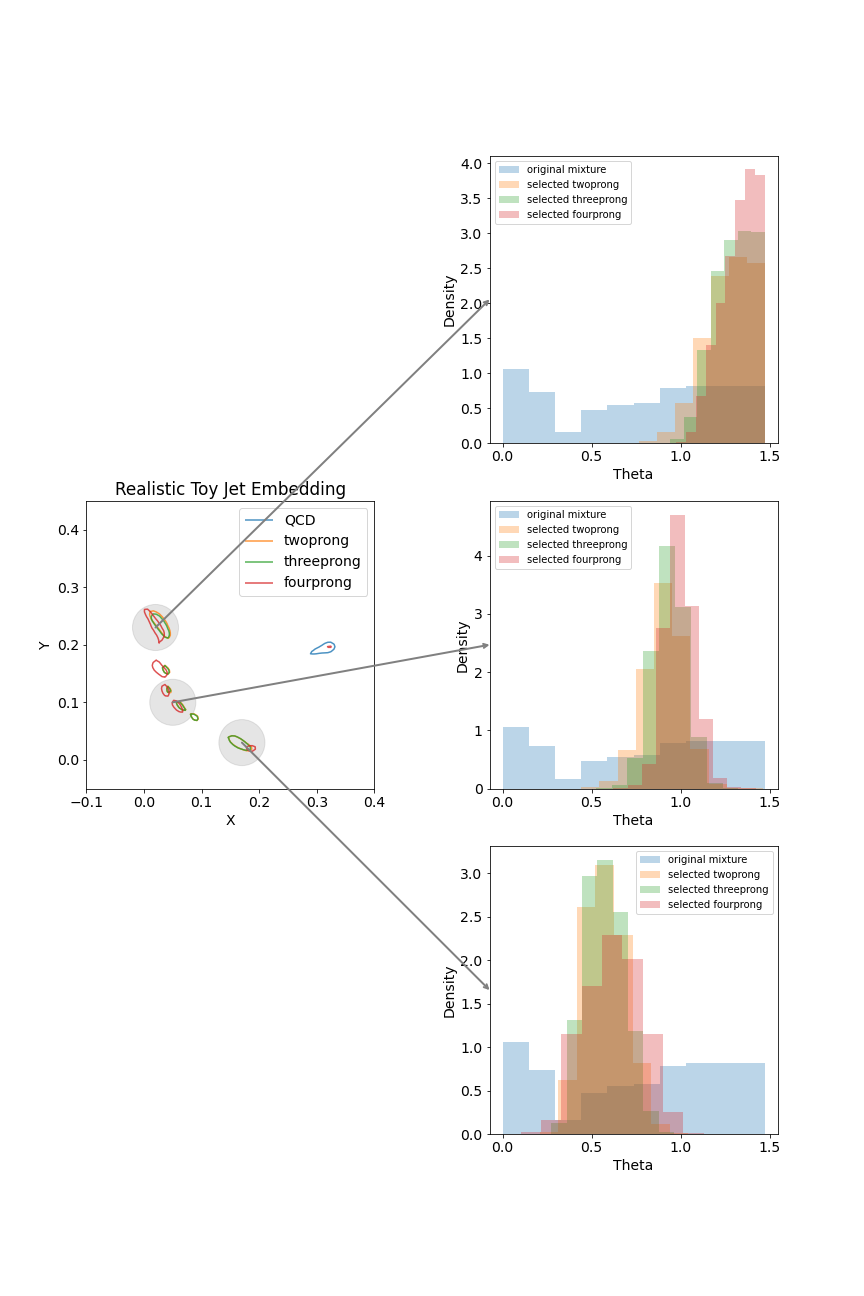 4.0
3.5
3.0
2.5
2.0
1.5
1.0
0.5
0.0
Density
original mixture
selected twoprong
selected threeprong
selected fourprong
0.0 0.5 1.0 1.5
Theta
Realistic Toy Jet Embedding
0.4
0.3
0.2
0.1
0.0
Y
QCD
twoprong
threeprong
fourprong
−0.1 0.0 0.1 0.2 0.3 0.4
X
4
3
2
1
0
Density
original mixture
selected twoprong
selected threeprong
selected fourprong
0.0 0.5 1.0 1.5
Theta
3.0
2.5
2.0
1.5
1.0
0.5
0.0
Density
original mixture
selected twoprong
selected threeprong
selected fourprong
0.0 0.5 1.0 1.5
Theta